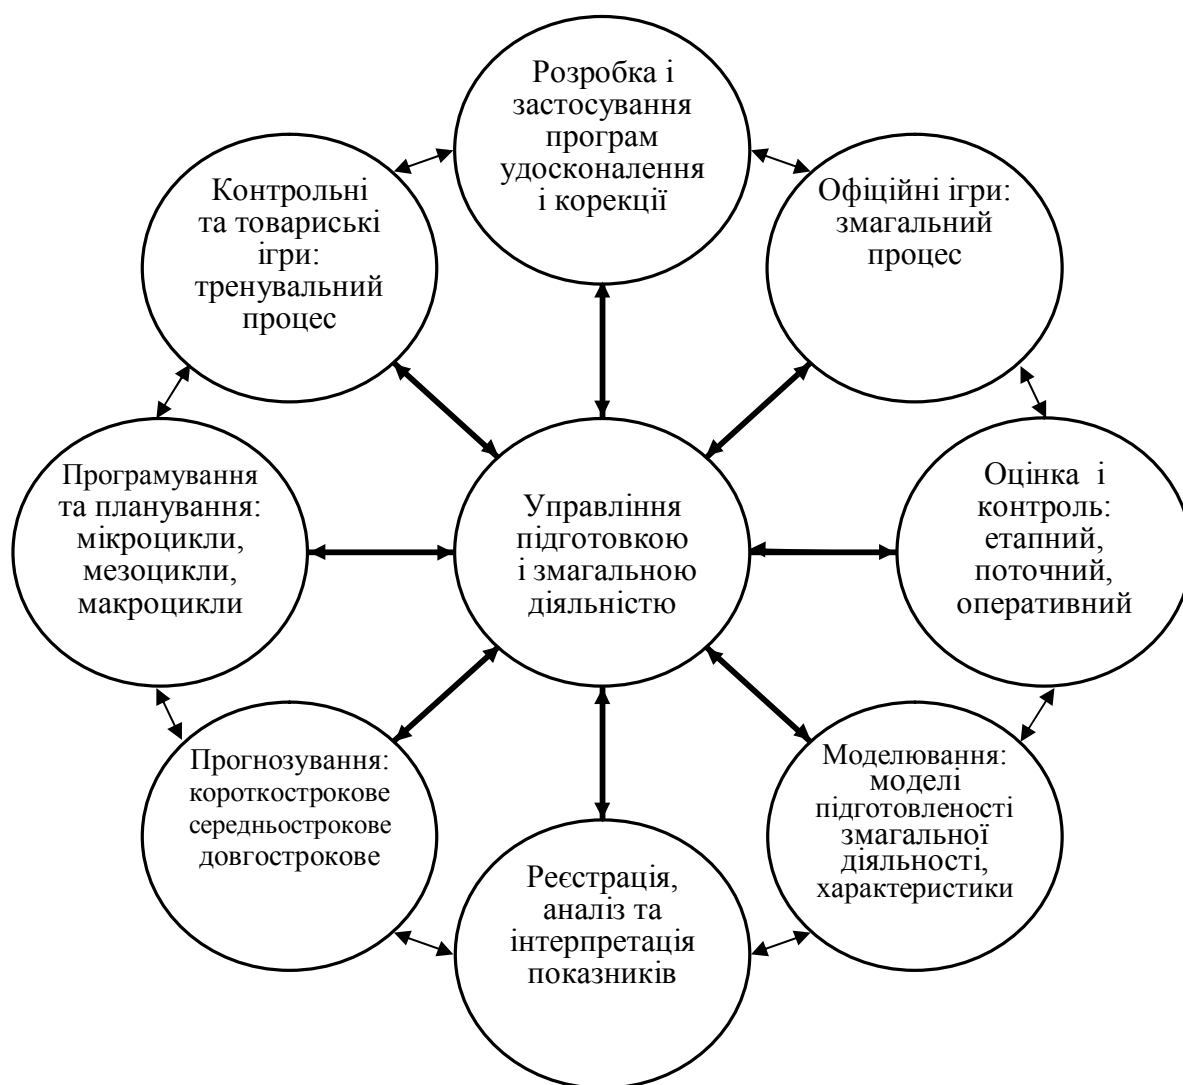 Розробка і
застосування
програм
удосконалення
і корекції
Офіційні ігри:
змагальний
процес
Контрольні
та товариські
ігри:
тренувальний
процес
Програмування
та планування:
мікроцикли,
мезоцикли,
макроцикли
Управління
підготовкою
і змагальною
діяльністю
Оцінка і
контроль:
етапний,
поточний,
оперативний
Прогнозування:
короткострокове
середньострокове
довгострокове
Реєстрація,
аналіз та
інтерпретація
показників
Моделювання:
моделі
підготовленості
змагальної
діяльності,
характеристики